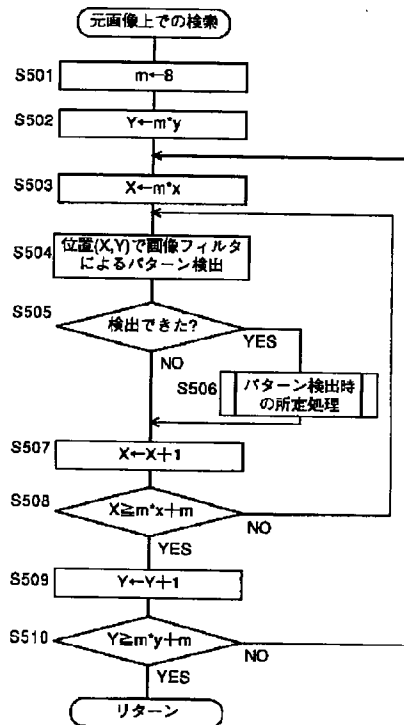 元画像上での検索
S501
m←8
S502
Y←m*y
S503
X←m*x
S504
位置(X,Y)で画像フィルタ
によるパターン検出
S505
検出できた?
YES
NO
S506
パターン検出時
の所定処理
S507
X←X+1
S508
X≧m*x+m
NO
YES
S509
Y←Y+1
S510
Y≧m*y+m
NO
YES
リターン